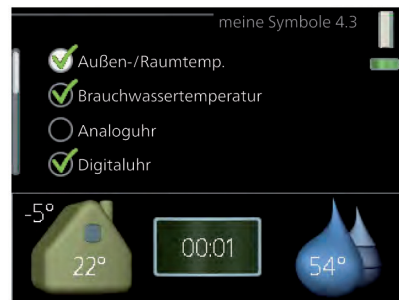 meine Symbole 4.3
Außen-/Raumtemp.
Brauchwassertemperatur
Analoguhr
Digitaluhr
-5°
22°
00:01
54°